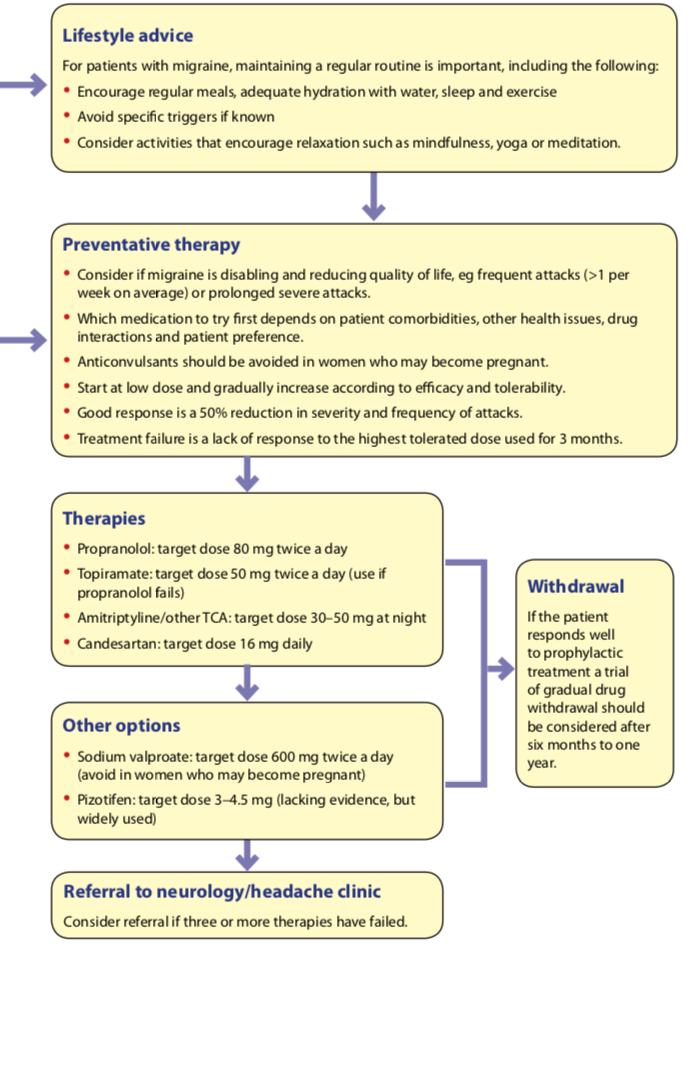 Lifestyle advice
For patients with migraine, maintaining a regular routine is important, including the following:
• Encourage regular meals, adequate hydration with water, sleep and exercise
• Avoid specific triggers if known
• Consider activities that encourage relaxation such as mindfulness, yoga or meditation.
Preventative therapy
• Consider if migraine is disabling and reducing quality of life, eg frequent attacks (>1 per
week on average) or prolonged severe attacks.
• Which medication to try first depends on patient comorbidities, other health issues, drug
interactions and patient preference.
• Anticonvulsants should be avoided in women who may become pregnant.
• Start at low dose and gradually increase according to efficacy and tolerability.
• Good response is a 50% reduction in severity and frequency of attacks.
• Treatment failure is a lack of response to the highest tolerated dose used for 3 months.
Therapies
• Propranolol: target dose 80 mg twice a day
• Topiramate: target dose 50 mg twice a day (use if
propranolol fails)
• Amitriptyline/other TCA: target dose 30–50 mg at night
• Candesartan: target dose 16 mg daily
Withdrawal
If the patient
responds well
to prophylactic
treatment a trial
of gradual drug
withdrawal should
be considered after
six months to one
year.
Other options
• Sodium valproate: target dose 600 mg twice a day
(avoid in women who may become pregnant)
• Pizotifen: target dose 3–4.5 mg (lacking evidence, but
widely used)
Referral to neurology/headache clinic
Consider referral if three or more therapies have failed.